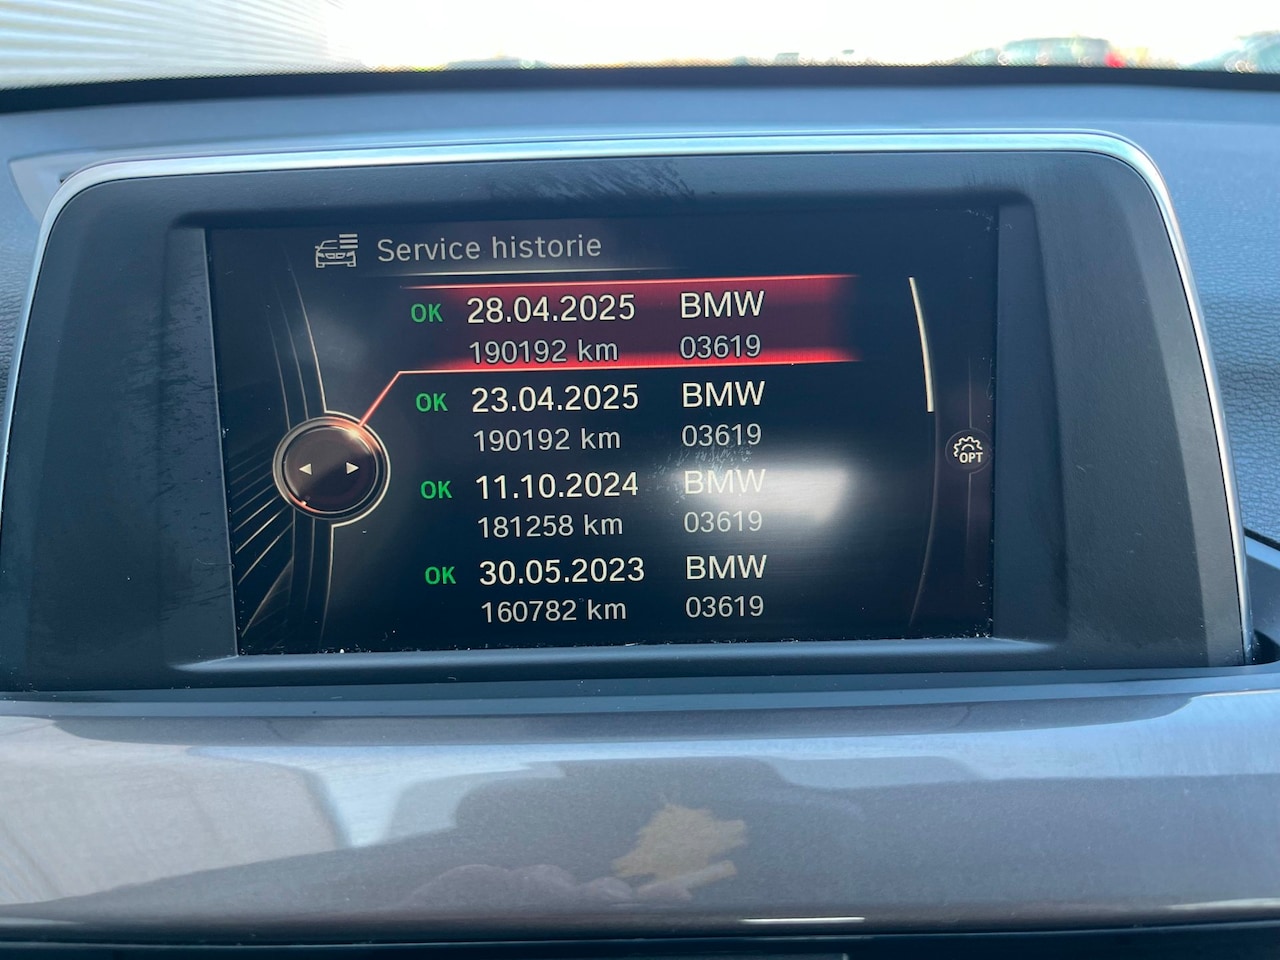 Service historie
OK 28.04.2025 BMW
190192 km 03619
OK 23.04.2025 BMW
190192 km 03619
OK 11.10.2024 BMW
181258 km 03619
OK 30.05.2023 BMW
160782 km 03619
OPT